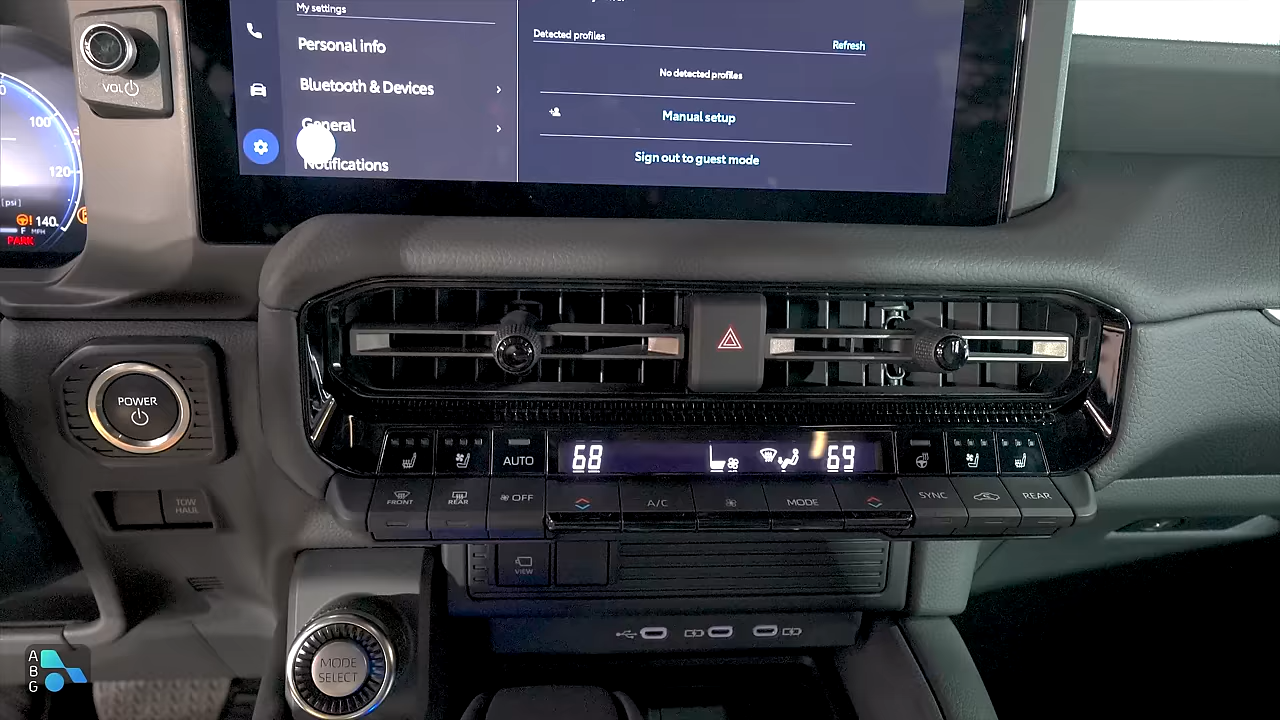 My settings
Personal info
Bluetooth & Devices
General
Notifications
Detected profiles
Refresh
No detected profiles
Manual setup
Sign out to guest mode
VOL
100
120
[psi]
140
F MPH
PARK
POWER
TOW
HAUL
AUTO
68
69
FRONT
REAR
OFF
A/C
MODE
SYNC
REAR
VIEW
MODE
SELECT
A
B
G